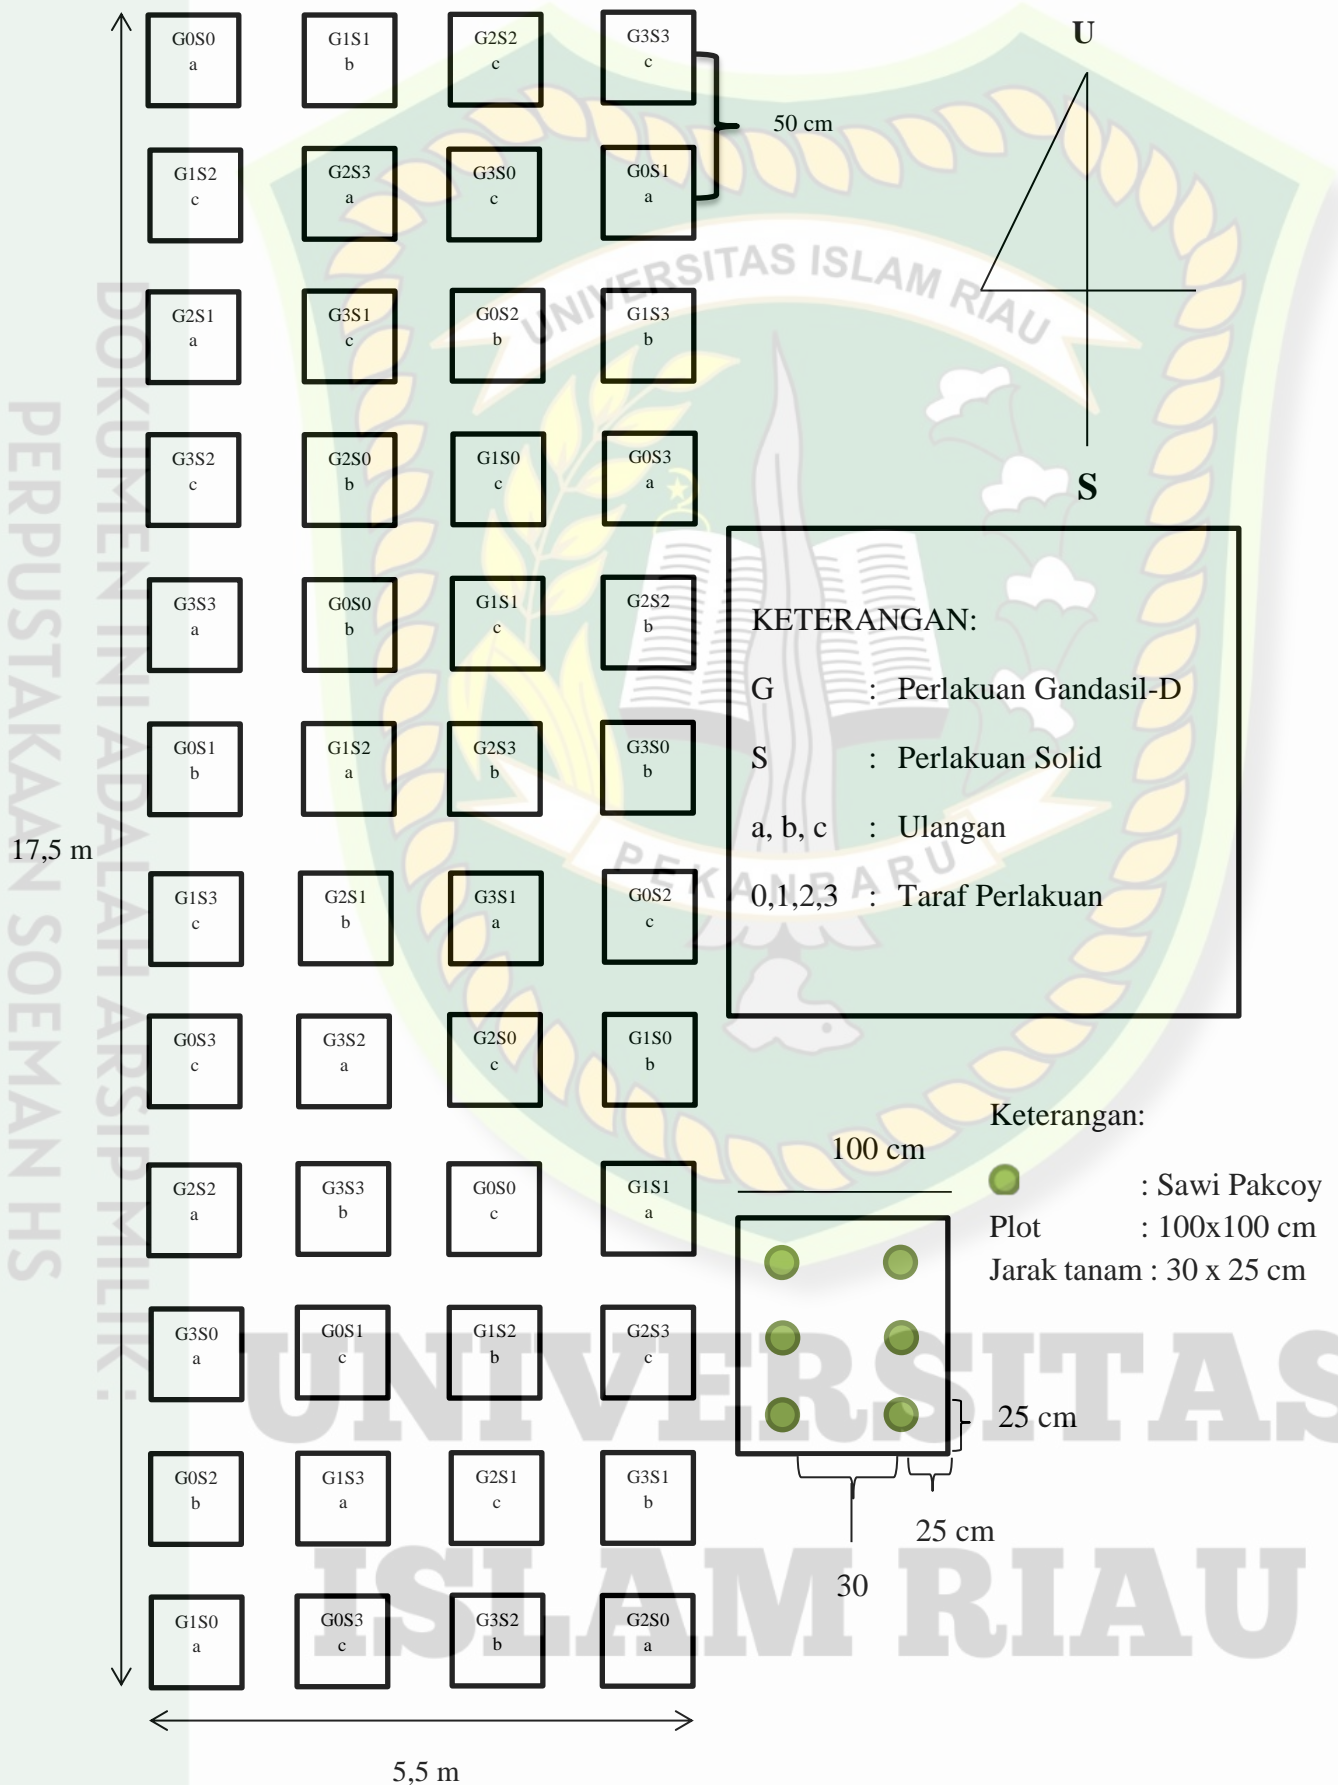 G0S0
a
G1S1
b
G2S2
c
G3S3
c
50 cm
G1S2
c
G2S3
a
G3S0
c
G0S1
a
G2S1
a
G3S1
c
G0S2
b
G1S3
b
G3S2
c
G2S0
b
G1S0
c
G0S3
a
G3S3
a
G0S0
b
G1S1
c
G2S2
b
G0S1
b
G1S2
a
G2S3
b
G3S0
b
17,5 m
G1S3
c
G2S1
b
G3S1
a
G0S2
c
G0S3
c
G3S2
a
G2S0
c
G1S0
b
G2S2
a
G3S3
b
G0S0
c
G1S1
a
G3S0
a
G0S1
c
G1S2
b
G2S3
c
G0S2
b
G1S3
a
G2S1
c
G3S1
b
G1S0
a
G0S3
c
G3S2
b
G2S0
a
5,5 m
U
S
KETERANGAN:
G : Perlakuan Gandasil-D
S : Perlakuan Solid
a, b, c : Ulangan
0,1,2,3 : Taraf Perlakuan
Keterangan:
: Sawi Pakcoy
Plot : 100x100 cm
Jarak tanam : 30 x 25 cm
100 cm
25 cm
25 cm
30
UNIVERSITAS ISLAM RIAU
PEKANBARU
DOKUMEN INI ADALAH ARSIP MILIK :
PERPUSTAKAAN SOEMAN HS
UNIVERSITAS
ISLAM RIAU